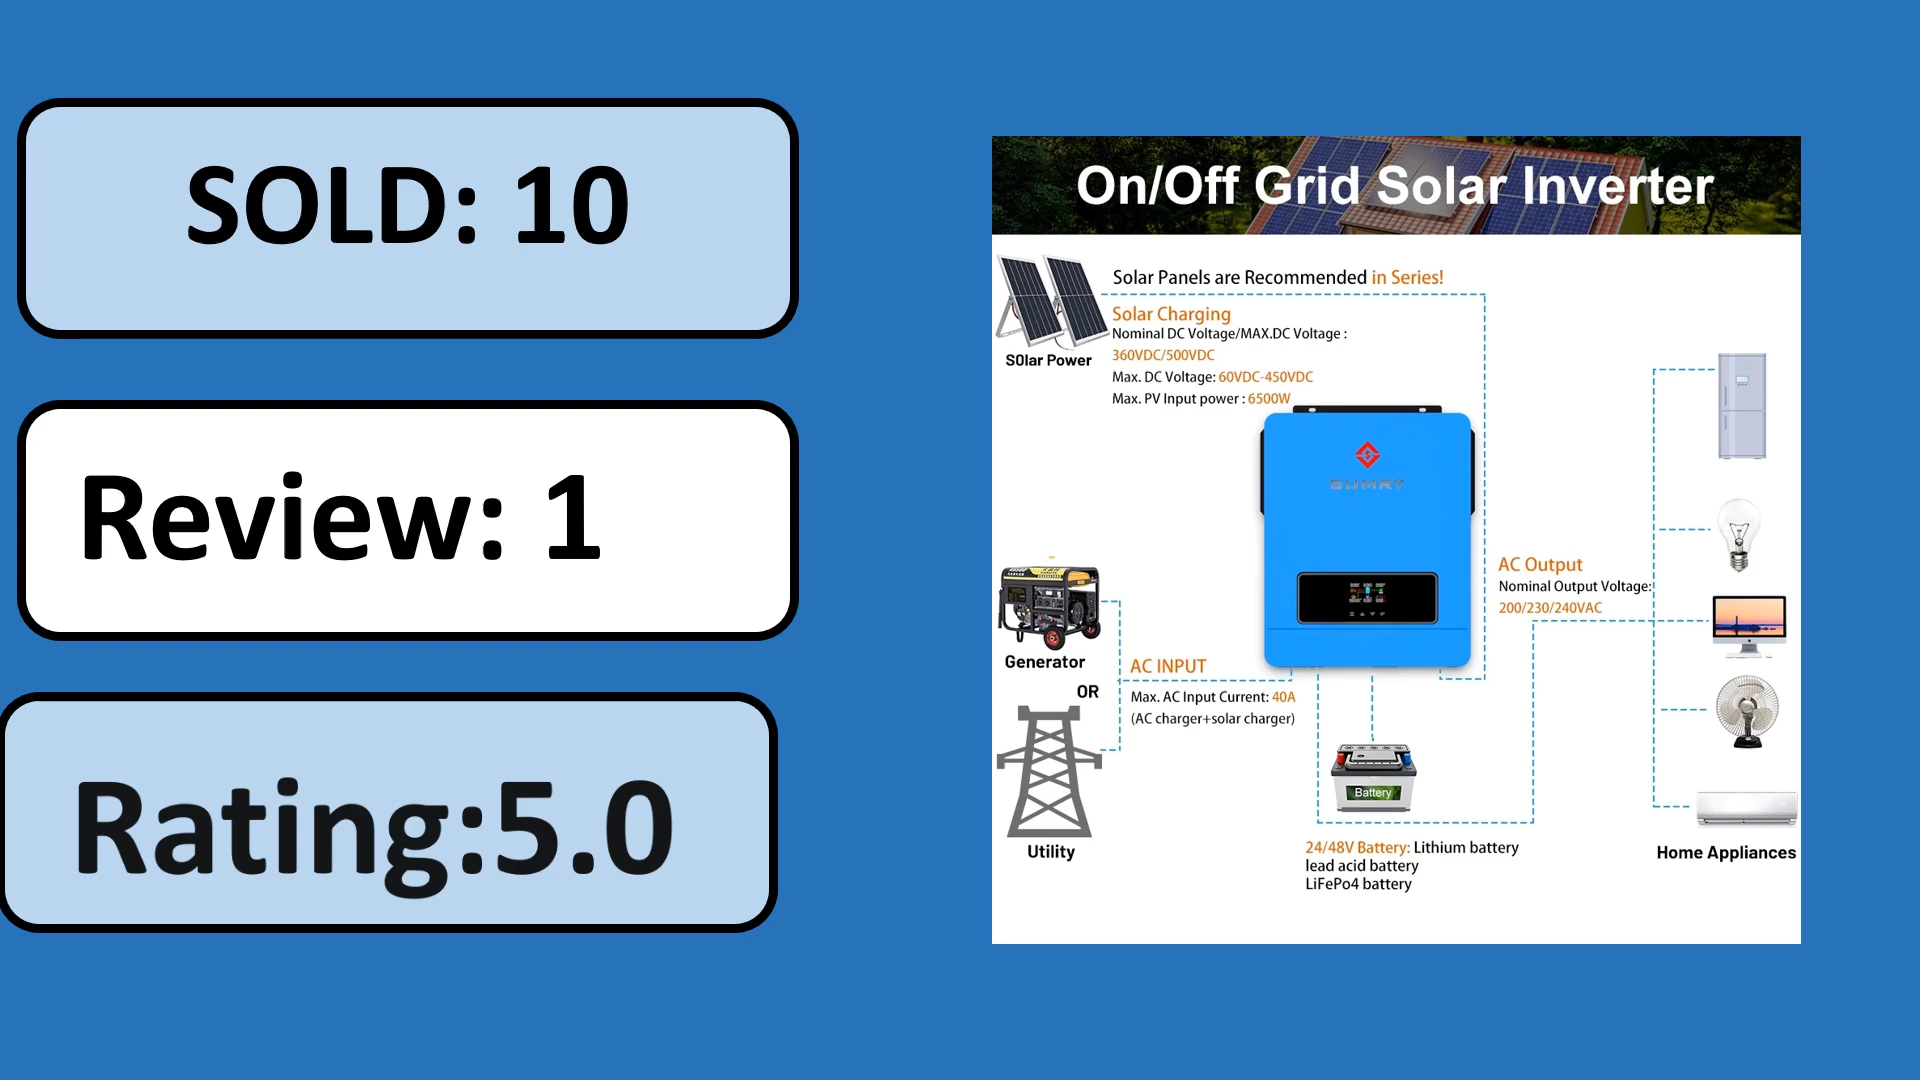 SOLD: 10
Review: 1
Rating:5.0
On/Off Grid Solar Inverter
Solar Panels are Recommended in Series!
Solar Charging
Nominal DC Voltage/MAX.DC Voltage :
360VDC/500VDC
Max. DC Voltage: 60VDC-450VDC
Max. PV Input power : 6500W
SOlar Power
SUMRY
AC Output
Nominal Output Voltage:
200/230/240VAC
Generator
OR
AC INPUT
Max. AC Input Current: 40A
(AC charger+solar charger)
Utility
Battery
24/48V Battery: Lithium battery
lead acid battery
LiFePo4 battery
Home Appliances